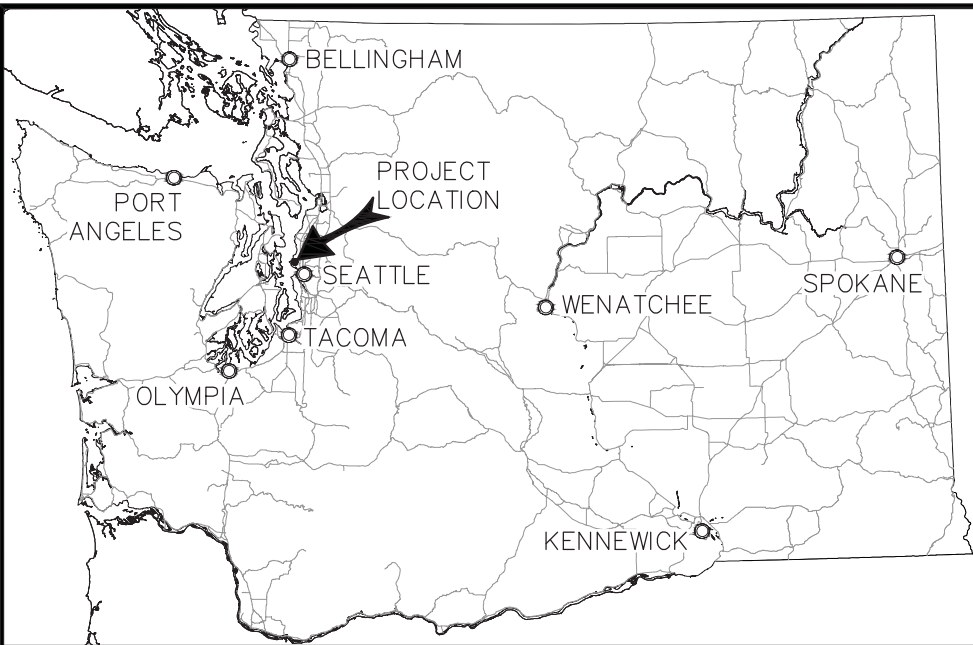 BELLINGHAM
PROJECT
LOCATION
PORT
ANGELES
SEATTLE
SPOKANE
WENATCHEE
TACOMA
OLYMPIA
KENNEWICK